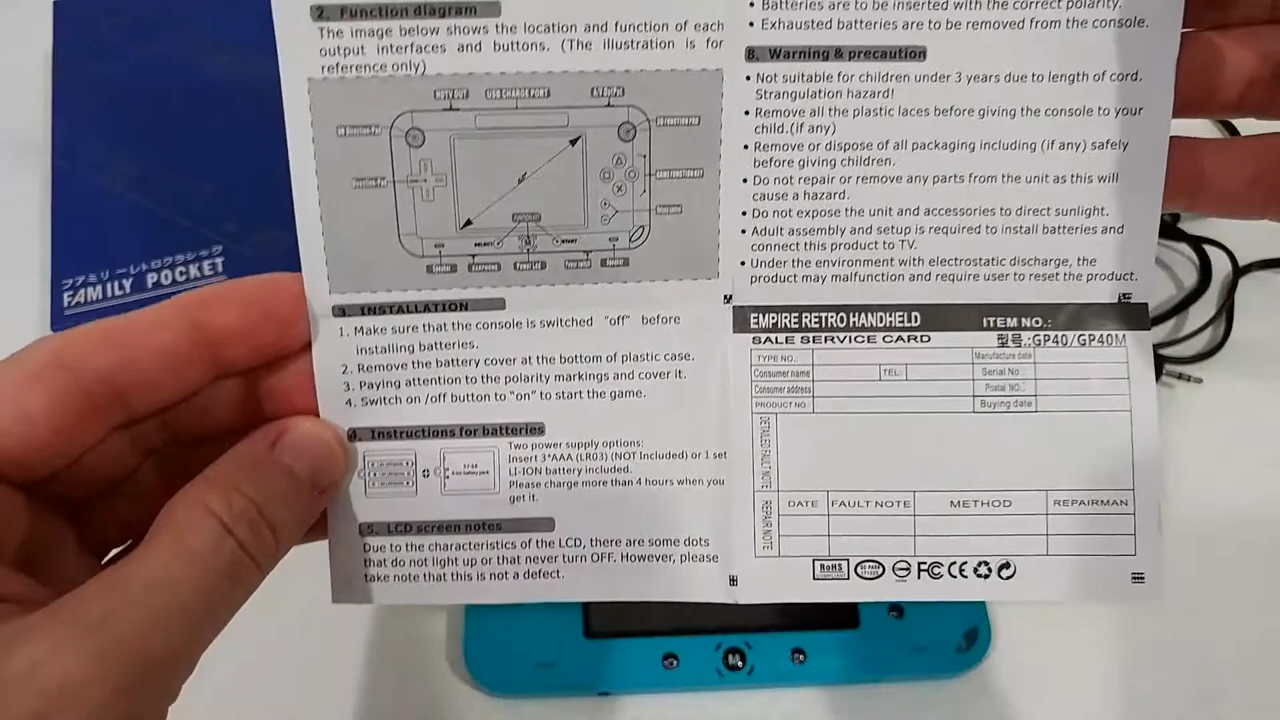 2. Function diagram
The image below shows the location and function of each
output interfaces and buttons. (The illustration is for
reference only)
HDTV OUT
USB CHARGE PORT
A/V OutPut
Direction-Pad
SELECT
START
Speaker
EARPHONE
Power LED
Power switch
Speaker
3. INSTALLATION
1. Make sure that the console is switched "off" before
installing batteries.
2. Remove the battery cover at the bottom of plastic case.
3. Paying attention to the polarity markings and cover it.
4. Switch on /off button to "on" to start the game.
4. Instructions for batteries
Two power supply options:
Insert 3*AAA (LR03) (NOT Included) or 1 set
LI-ION battery included.
Please charge more than 4 hours when you
get it.
5. LCD screen notes
Due to the characteristics of the LCD, there are some dots
that do not light up or that never turn OFF. However, please
take note that this is not a defect.
• Batteries are to be inserted with the correct polarity.
• Exhausted batteries are to be removed from the console.
8. Warning & precaution
• Not suitable for children under 3 years due to length of cord.
Strangulation hazard!
• Remove all the plastic laces before giving the console to your
child.(if any)
• Remove or dispose of all packaging including (if any) safely
before giving children.
• Do not repair or remove any parts from the unit as this will
cause a hazard.
• Do not expose the unit and accessories to direct sunlight.
• Adult assembly and setup is required to install batteries and
connect this product to TV.
• Under the environment with electrostatic discharge, the
product may malfunction and require user to reset the product.
EMPIRE RETRO HANDHELD ITEM NO.:
SALE SERVICE CARD 型号.:GP40/GP40M
TYPE NO.: Manufacture date
Consumer name TEL: Serial No.:
Consumer address Postal NO.:
PRODUCT NO.: Buying date
DETAILED FAULT NOTE
REPAIR NOTE
DATE FAULT NOTE METHOD REPAIRMAN
RoHS
COMPLIANT
FC CE
ファミリーレトロクラシック
FAMILY POCKET
M